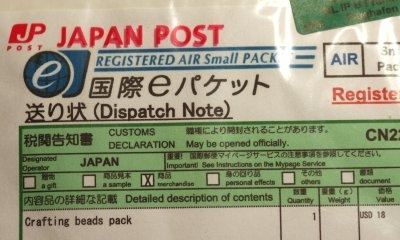 JP POST JAPAN POST
REGISTERED AIR Small PACK
e 国際eパケット
AIR
Registe
送り状 (Dispatch Note)
税関告知書 CUSTOMS DECLARATION 職権により開封されることがあります。 May be opened officially. CN22
Designated Operator JAPAN 重要! 国際郵便マイページサービスの注意事項を参照してください。
Important! See Instructions on the Mypage Service
贈物 a gift 商品見本 a sample X 商品 merchandise 身の回り品 personal effects その他 others 書類 document
内容品の詳細な記載 Detailed description of contents 数量 Quantity 重量(g) Weight 価格 Value
Crafting beads pack 1 USD 18